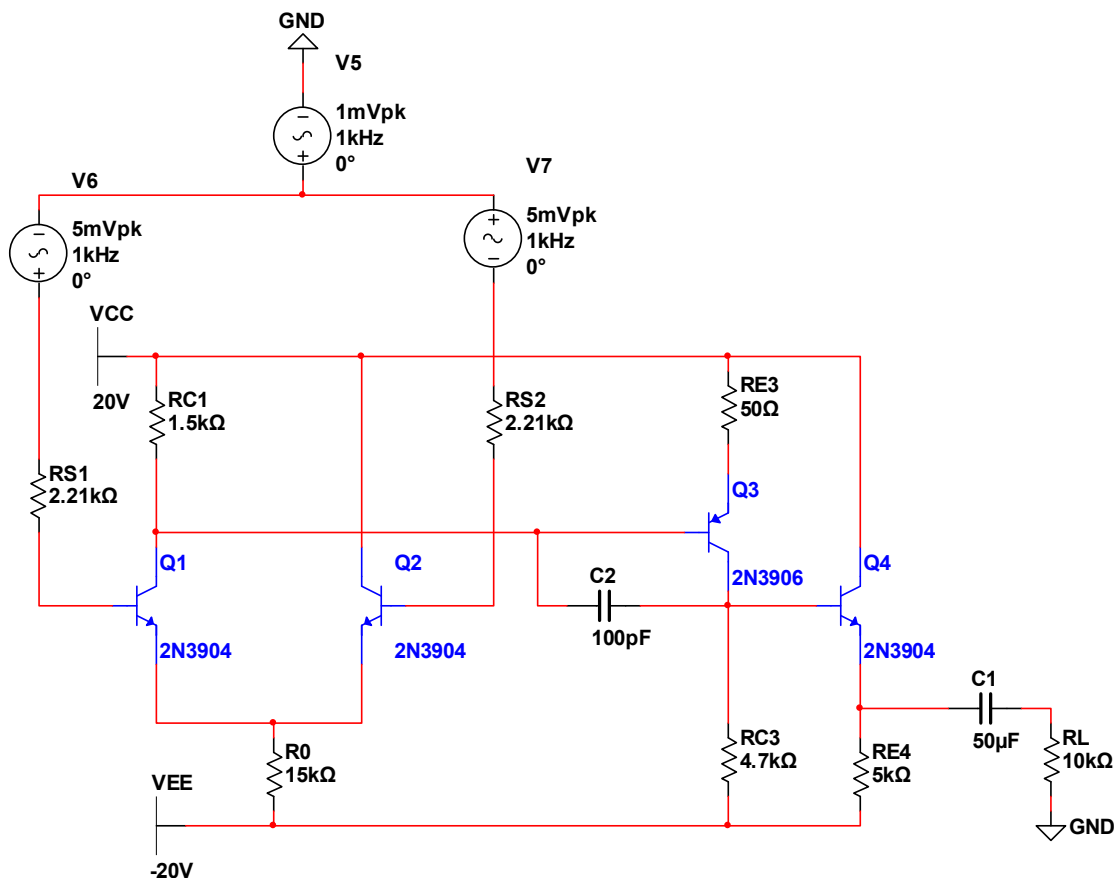 GND
V5
1mVpk
1kHz
0°
V6
5mVpk
1kHz
0°
V7
5mVpk
1kHz
0°
VCC
20V
RC1
1.5kΩ
RS2
2.21kΩ
RE3
50Ω
RS1
2.21kΩ
Q3
2N3906
Q1
2N3904
Q2
2N3904
C2
100pF
Q4
2N3904
C1
50µF
RL
10kΩ
R0
15kΩ
RC3
4.7kΩ
RE4
5kΩ
VEE
-20V
GND